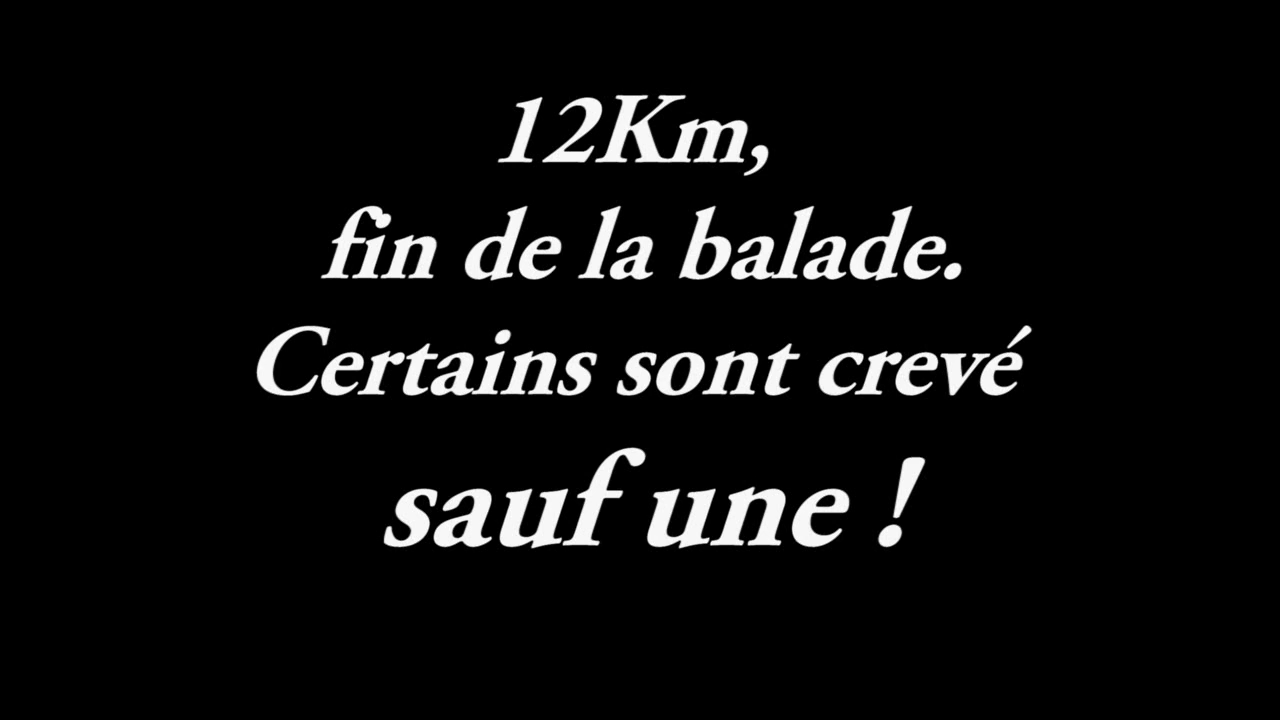 12Km,
fin de la balade.
Certains sont crevé
sauf une !